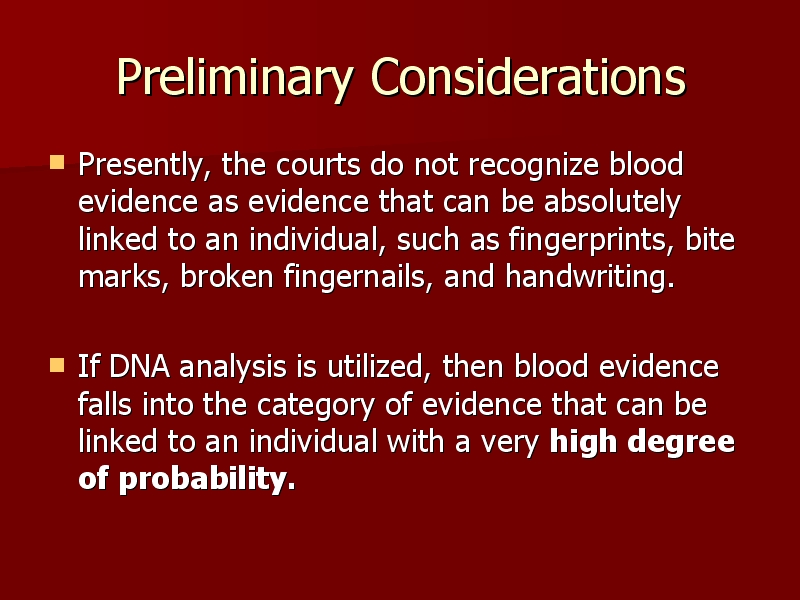 Preliminary Considerations
Presently, the courts do not recognize blood
evidence as evidence that can be absolutely
linked to an individual, such as fingerprints, bite
marks, broken fingernails, and handwriting.
If DNA analysis is utilized, then blood evidence
falls into the category of evidence that can be
linked to an individual with a very high degree
of probability.